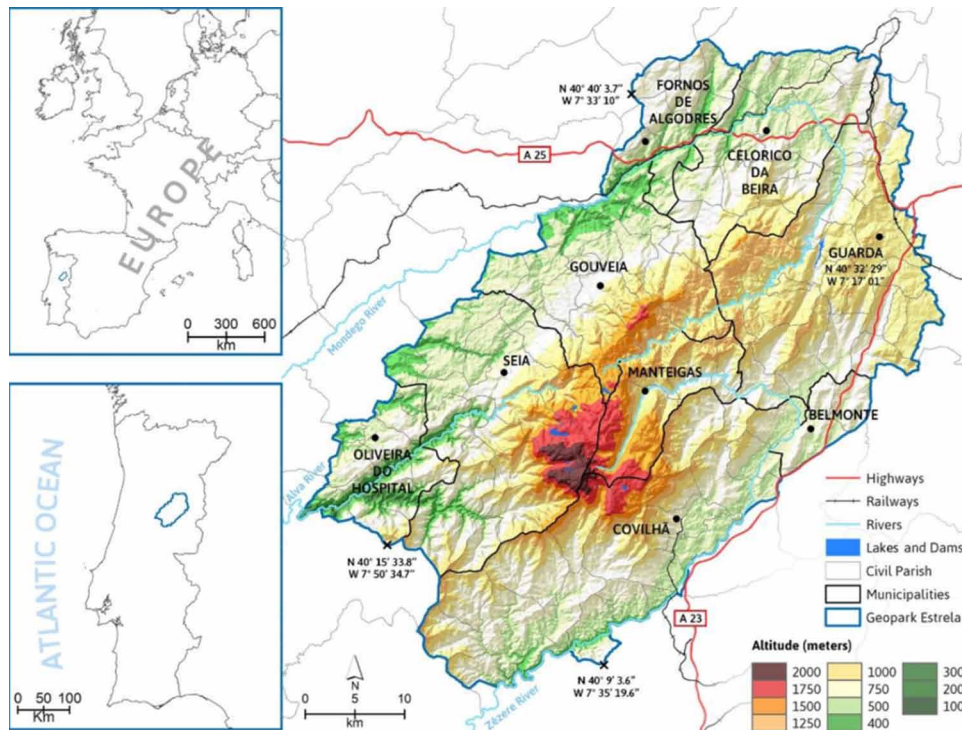 EUROPE
0 300 600
km
ATLANTIC OCEAN
0 50 100
Km
N 40° 40' 3.7"
W 7° 33' 10"
FORNOS
DE
ALGODRES
A 25
CELORICO
DA
BEIRA
GUARDA
N 40° 32' 29"
W 7° 17' 01"
GOUVEIA
Mondego River
SEIA
MANTEIGAS
BELMONTE
OLIVEIRA
DO
HOSPITAL
Alva River
COVILHÃ
N 40° 15' 33.8"
W 7° 50' 34.7"
A 23
N 40° 9' 3.6"
W 7° 35' 19.6"
Zêzere River
N
0 5 10
km
Highways
Railways
Rivers
Lakes and Dams
Civil Parish
Municipalities
Geopark Estrela
Altitude (meters)
2000 1000 300
1750 750 200
1500 500 100
1250 400